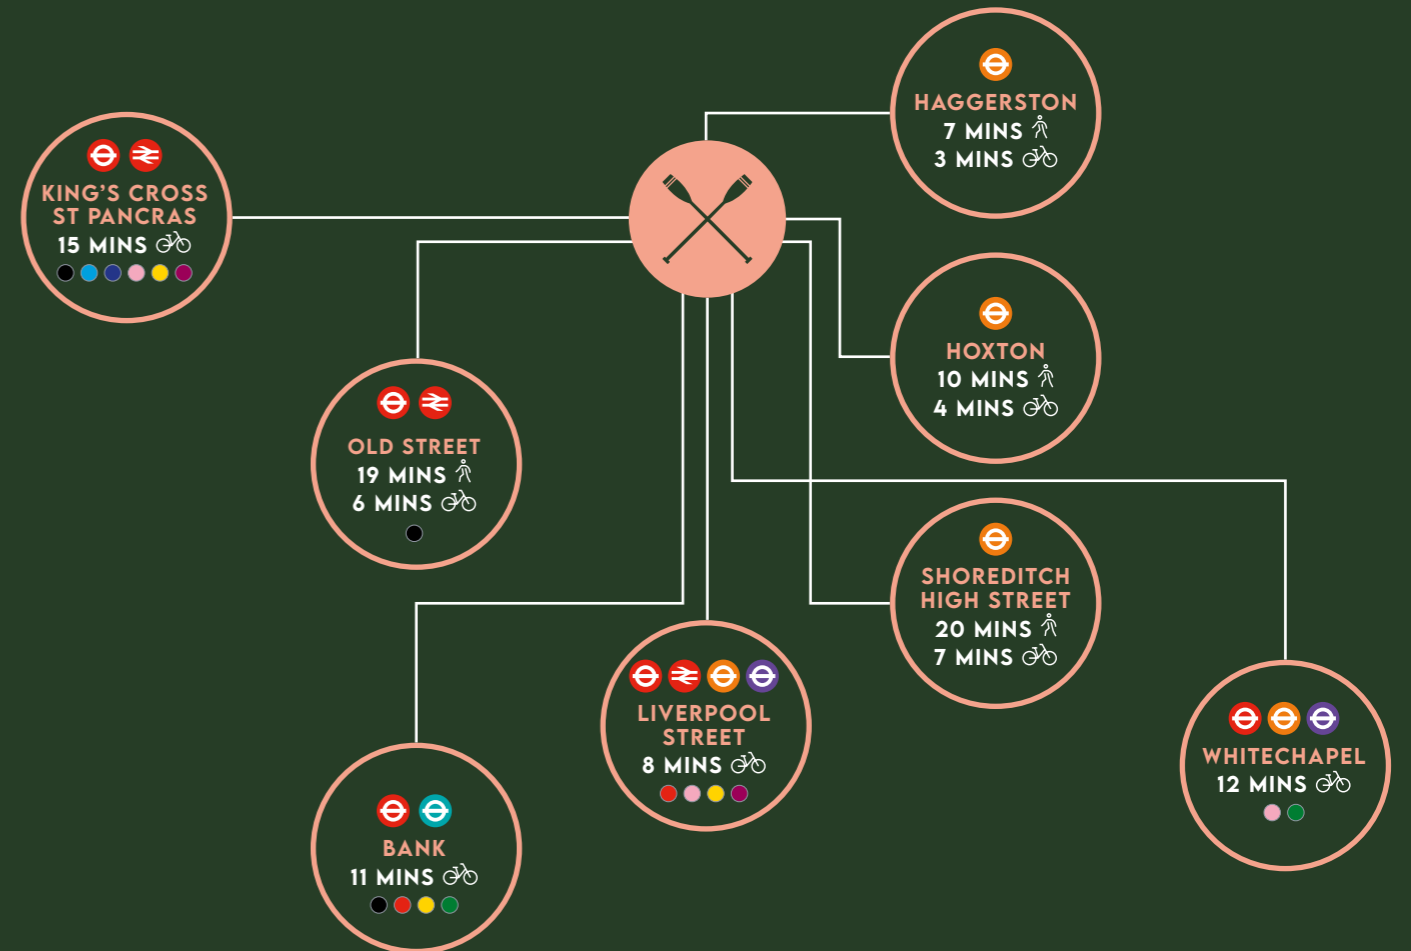 HAGGERSTON
7 MINS
3 MINS
KING'S CROSS
ST PANCRAS
15 MINS
HOXTON
10 MINS
4 MINS
OLD STREET
19 MINS
6 MINS
SHOREDITCH
HIGH STREET
20 MINS
7 MINS
LIVERPOOL
STREET
8 MINS
WHITECHAPEL
12 MINS
BANK
11 MINS